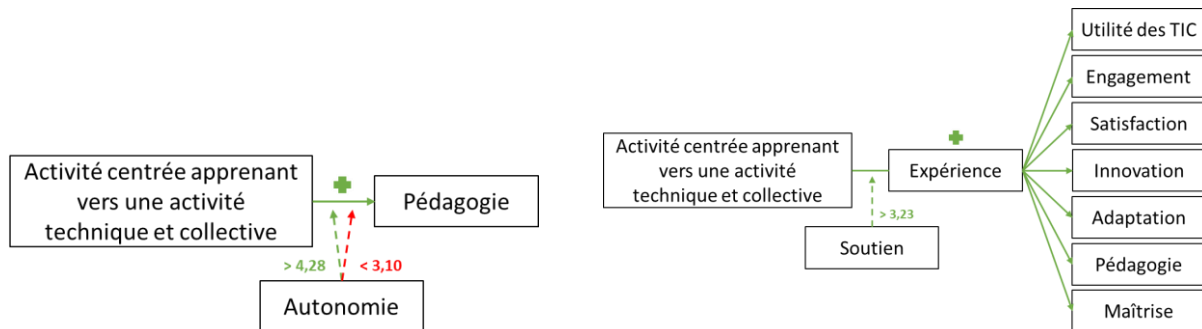 Activité centrée apprenant
vers une activité
technique et collective
Pédagogie
> 4,28
< 3,10
Autonomie
Activité centrée apprenant
vers une activité
technique et collective
Expérience
> 3,23
Soutien
Utilité des TIC
Engagement
Satisfaction
Innovation
Adaptation
Pédagogie
Maîtrise